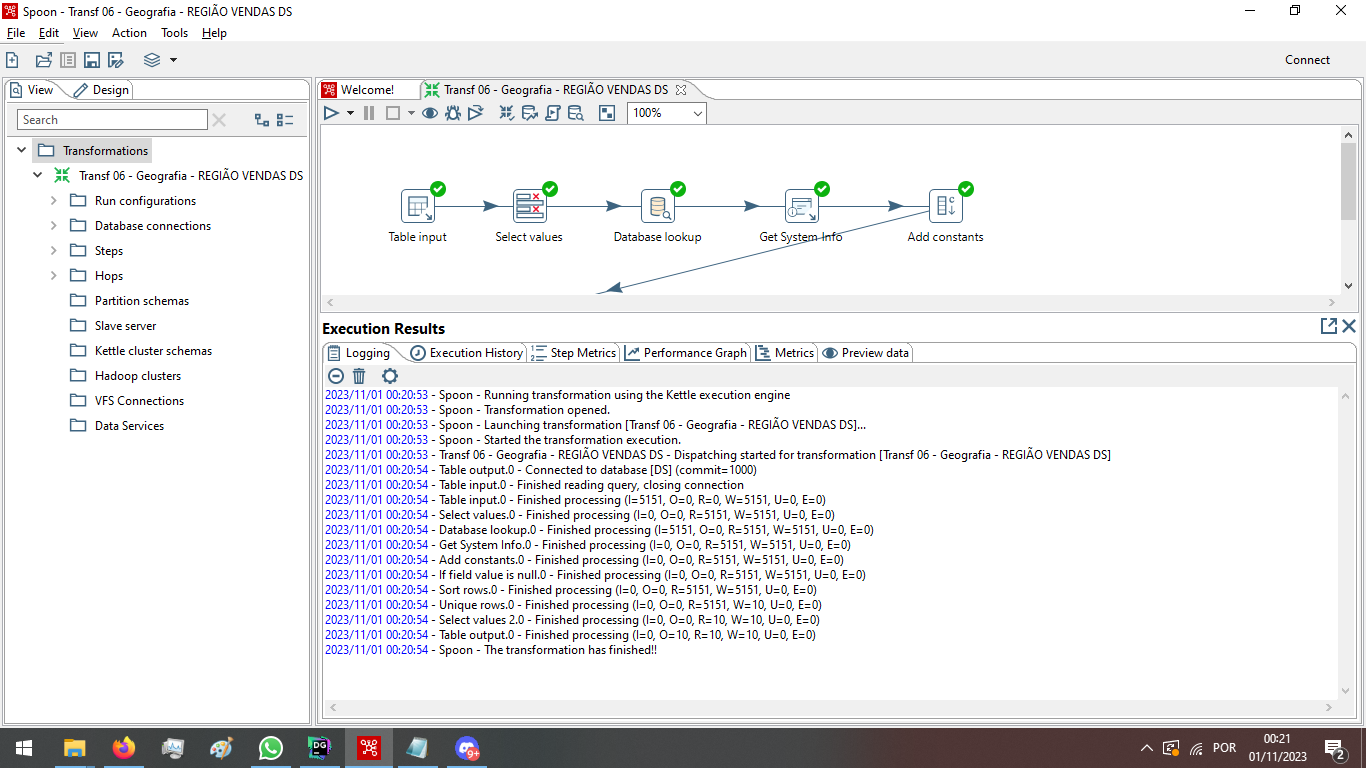 Spoon - Transf 06 - Geografia - REGIÃO VENDAS DS
File Edit View Action Tools Help
Connect
View Design
Search
Transformations
Transf 06 - Geografia - REGIÃO VENDAS DS
Run configurations
Database connections
Steps
Hops
Partition schemas
Slave server
Kettle cluster schemas
Hadoop clusters
VFS Connections
Data Services
Welcome! Transf 06 - Geografia - REGIÃO VENDAS DS
100%
Table input Select values Database lookup Get System Info Add constants
Execution Results
Logging Execution History Step Metrics Performance Graph Metrics Preview data
2023/11/01 00:20:53 - Spoon - Running transformation using the Kettle execution engine
2023/11/01 00:20:53 - Spoon - Transformation opened.
2023/11/01 00:20:53 - Spoon - Launching transformation [Transf 06 - Geografia - REGIÃO VENDAS DS]...
2023/11/01 00:20:53 - Spoon - Started the transformation execution.
2023/11/01 00:20:53 - Transf 06 - Geografia - REGIÃO VENDAS DS - Dispatching started for transformation [Transf 06 - Geografia - REGIÃO VENDAS DS]
2023/11/01 00:20:54 - Table output.0 - Connected to database [DS] (commit=1000)
2023/11/01 00:20:54 - Table input.0 - Finished reading query, closing connection
2023/11/01 00:20:54 - Table input.0 - Finished processing (I=5151, O=0, R=0, W=5151, U=0, E=0)
2023/11/01 00:20:54 - Select values.0 - Finished processing (I=0, O=0, R=5151, W=5151, U=0, E=0)
2023/11/01 00:20:54 - Database lookup.0 - Finished processing (I=5151, O=0, R=5151, W=5151, U=0, E=0)
2023/11/01 00:20:54 - Get System Info.0 - Finished processing (I=0, O=0, R=5151, W=5151, U=0, E=0)
2023/11/01 00:20:54 - Add constants.0 - Finished processing (I=0, O=0, R=5151, W=5151, U=0, E=0)
2023/11/01 00:20:54 - If field value is null.0 - Finished processing (I=0, O=0, R=5151, W=5151, U=0, E=0)
2023/11/01 00:20:54 - Sort rows.0 - Finished processing (I=0, O=0, R=5151, W=5151, U=0, E=0)
2023/11/01 00:20:54 - Unique rows.0 - Finished processing (I=0, O=0, R=5151, W=10, U=0, E=0)
2023/11/01 00:20:54 - Select values 2.0 - Finished processing (I=0, O=0, R=10, W=10, U=0, E=0)
2023/11/01 00:20:54 - Table output.0 - Finished processing (I=0, O=10, R=10, W=10, U=0, E=0)
2023/11/01 00:20:54 - Spoon - The transformation has finished!!
DG
9+
POR
00:21
01/11/2023
2